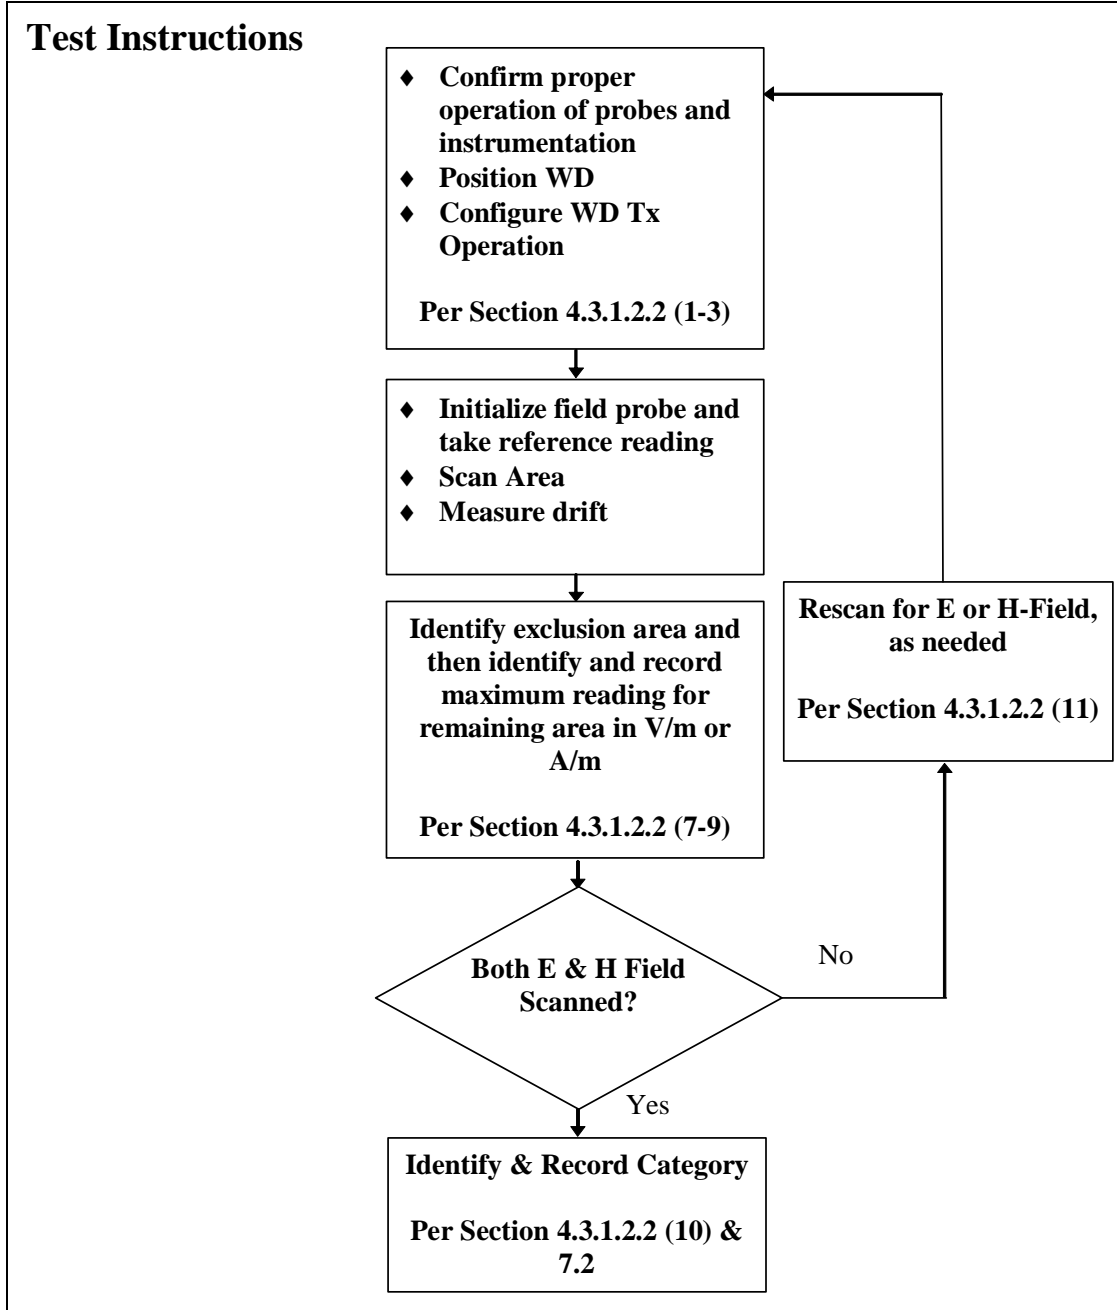 Test Instructions
♦ Confirm proper
operation of probes and
instrumentation
♦ Position WD
♦ Configure WD Tx
Operation
Per Section 4.3.1.2.2 (1-3)
♦ Initialize field probe and
take reference reading
♦ Scan Area
♦ Measure drift
Identify exclusion area and
then identify and record
maximum reading for
remaining area in V/m or
A/m
Per Section 4.3.1.2.2 (7-9)
Rescan for E or H-Field,
as needed
Per Section 4.3.1.2.2 (11)
Both E & H Field
Scanned?
No
Yes
Identify & Record Category
Per Section 4.3.1.2.2 (10) &
7.2